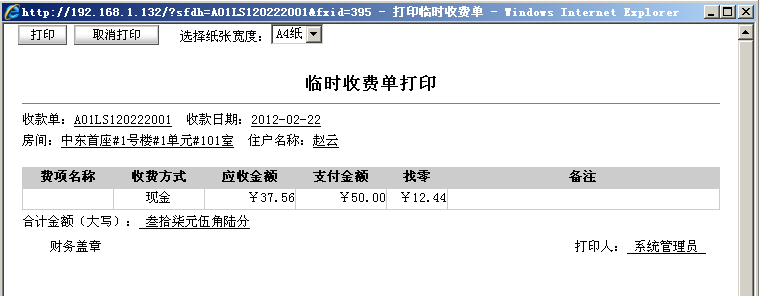 http://192.168.1.132/?sfdh=A01LS120222001&fxid=395 - 打印临时收费单 - Windows Internet Explorer
打印 取消打印 选择纸张宽度: A4纸
临时收费单打印
收款单: A01LS120222001 收款日期: 2012-02-22
房间: 中东首座#1号楼#1单元#101室 住户名称: 赵云
费项名称 收费方式 应收金额 支付金额 找零 备注
现金 ￥37.56 ￥50.00 ￥12.44
合计金额（大写）: 叁拾柒元伍角陆分
财务盖章 打印人: 系统管理员